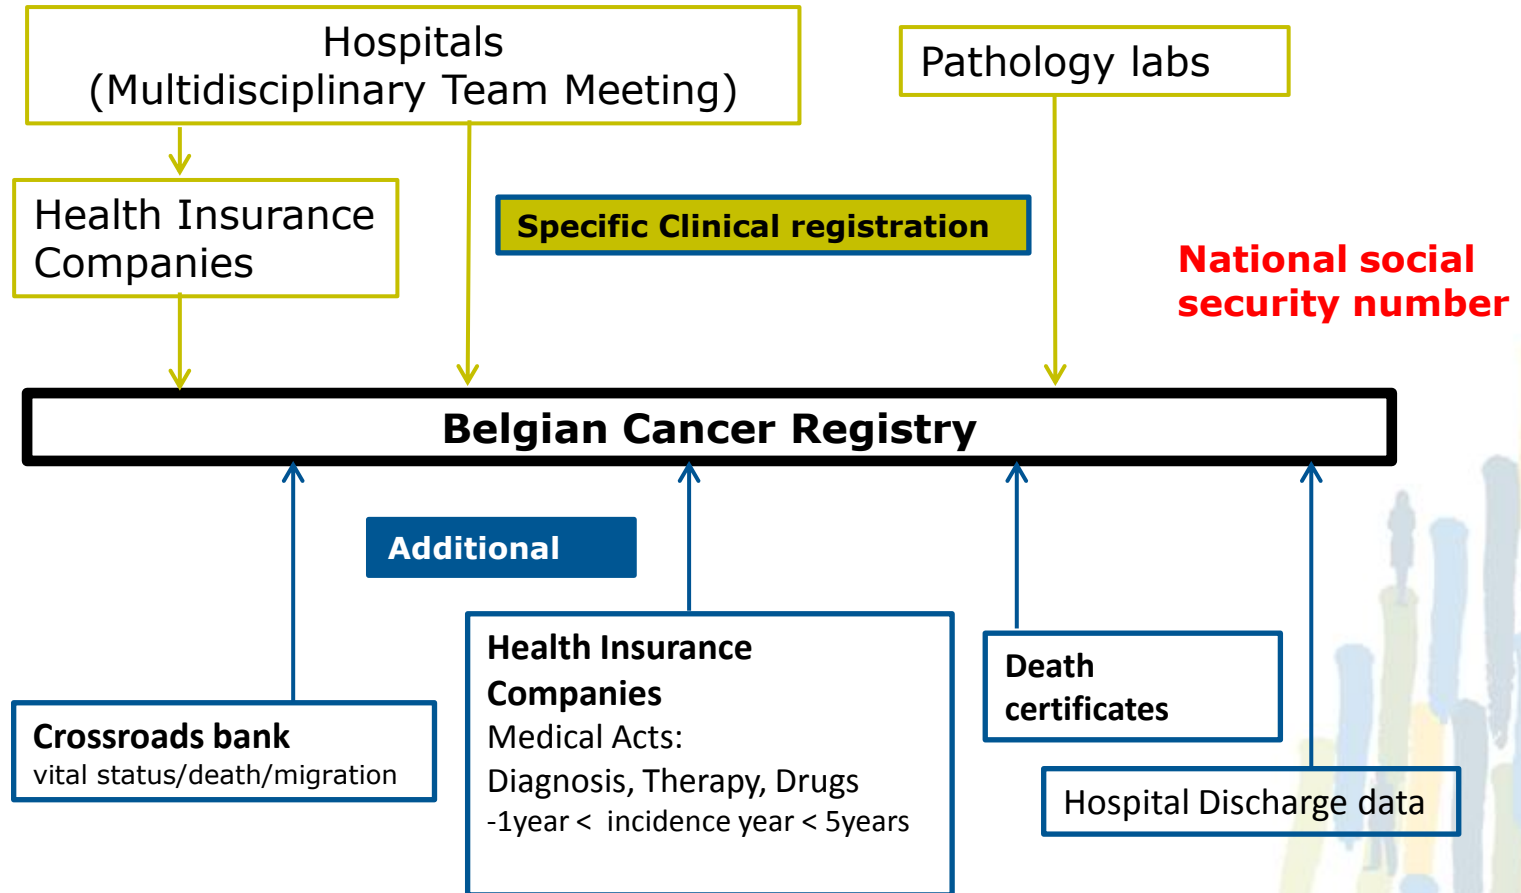 Hospitals
(Multidisciplinary Team Meeting)
Pathology labs
Health Insurance
Companies
Specific Clinical registration
National social
security number
Belgian Cancer Registry
Additional
Crossroads bank
vital status/death/migration
Health Insurance
Companies
Medical Acts:
Diagnosis, Therapy, Drugs
-1year < incidence year < 5years
Death
certificates
Hospital Discharge data